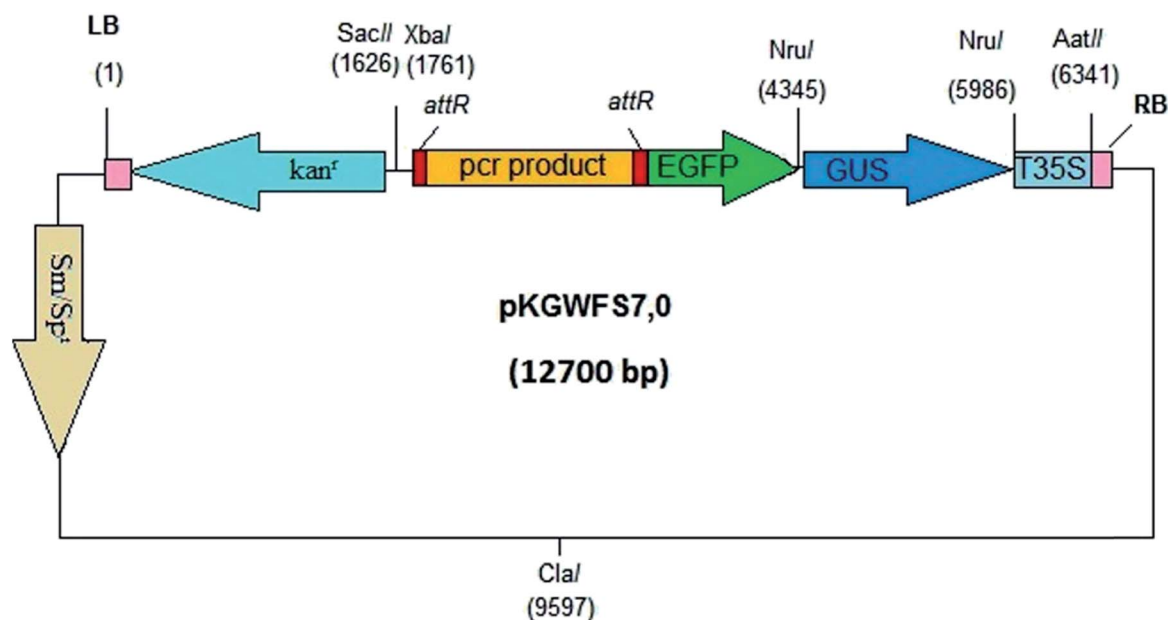 LB
(1)
SacII
(1626)
XbaI
(1761)
attR
attR
NruI
(4345)
NruI
(5986)
AatII
(6341)
RB
kanr
pcr product
EGFP
GUS
T35S
Sm/Spr
pKGWFS7,0
(12700 bp)
ClaI
(9597)